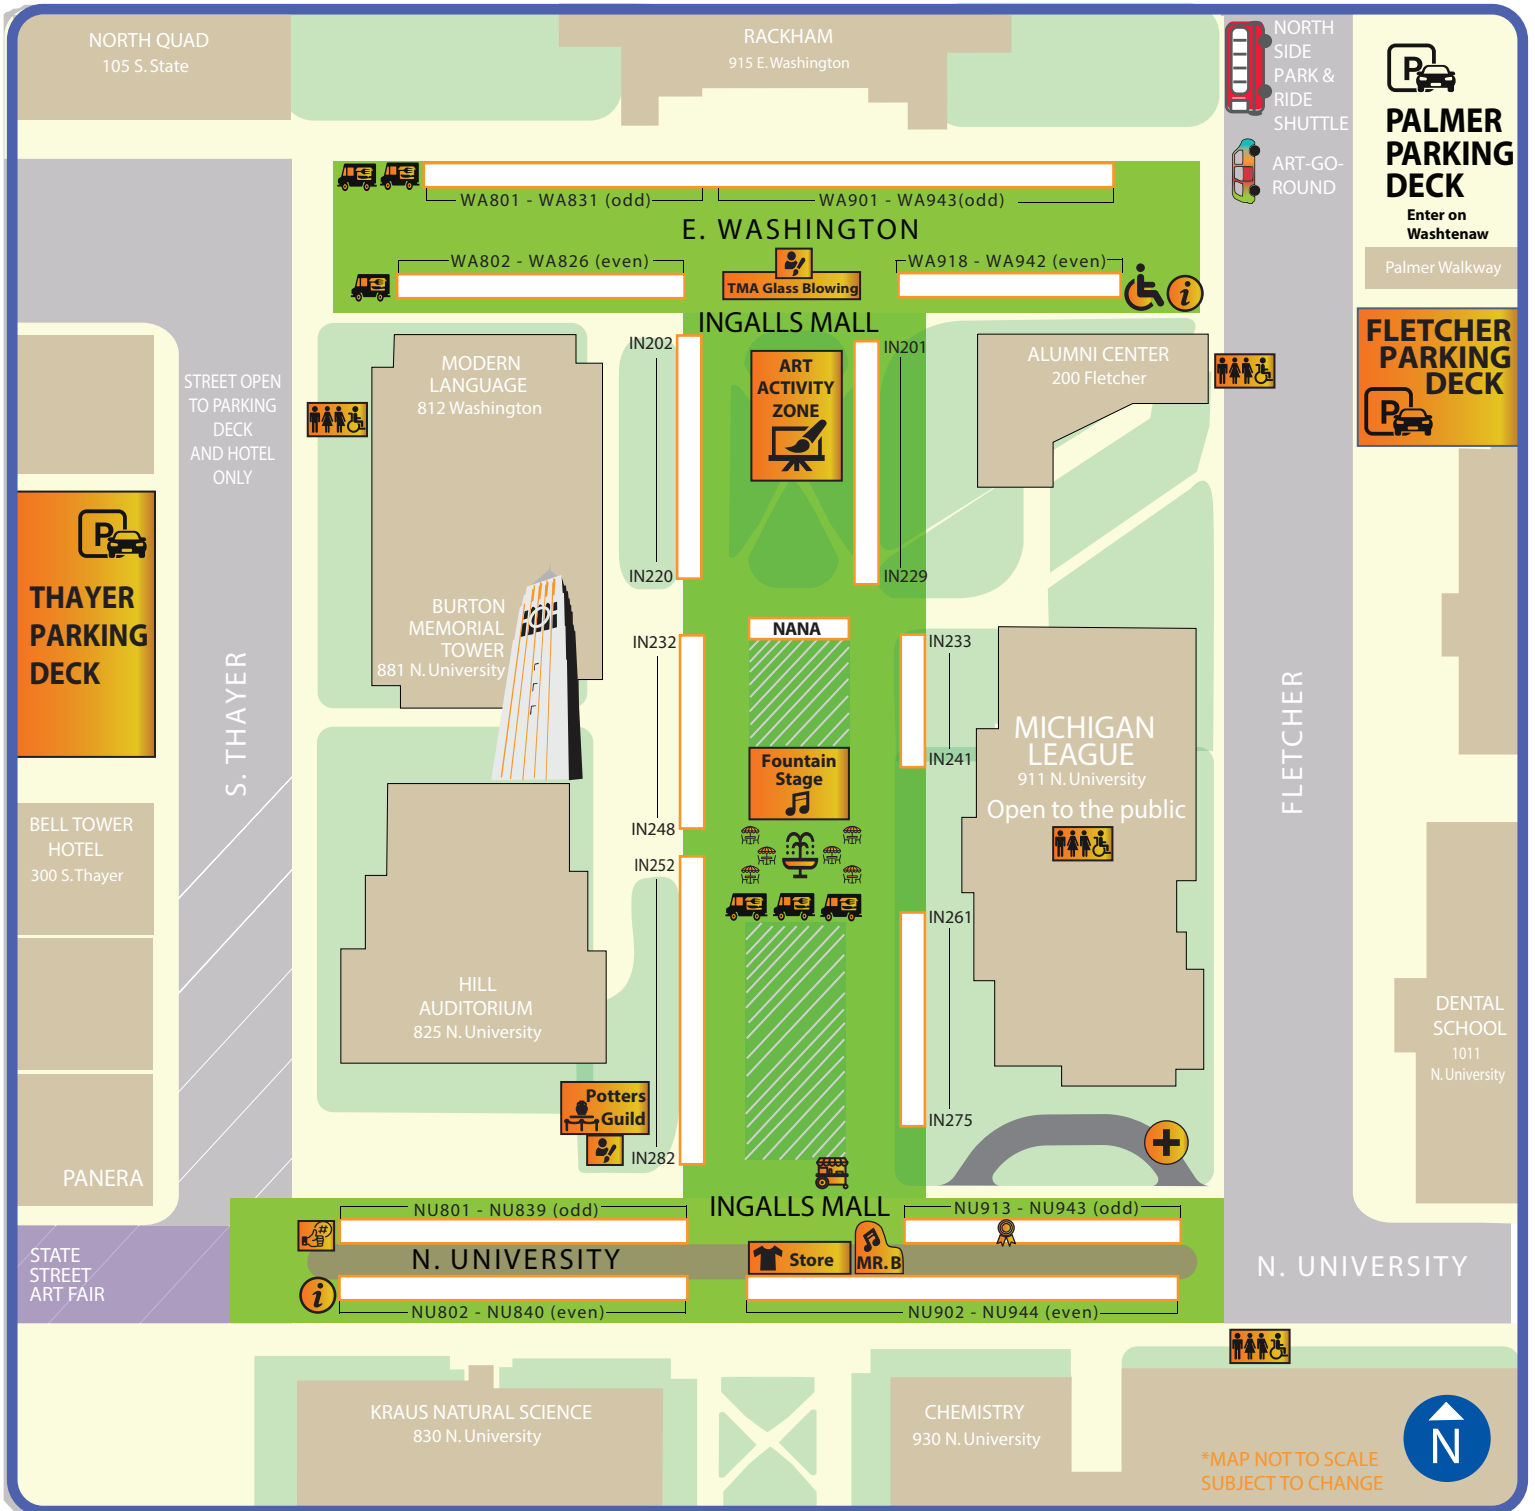 NORTH QUAD
105 S. State
RACKHAM
915 E. Washington
NORTH
SIDE
PARK &
RIDE
SHUTTLE
ART-GO-
ROUND
P
PALMER
PARKING
DECK
Enter on
Washtenaw
Palmer Walkway
WA801 - WA831 (odd)
WA901 - WA943(odd)
E. WASHINGTON
WA802 - WA826 (even)
TMA Glass Blowing
WA918 - WA942 (even)
i
INGALLS MALL
FLETCHER
PARKING
DECK
P
STREET OPEN
TO PARKING
DECK
AND HOTEL
ONLY
MODERN
LANGUAGE
812 Washington
IN202
IN220
ART
ACTIVITY
ZONE
IN201
IN229
ALUMNI CENTER
200 Fletcher
P
THAYER
PARKING
DECK
S. THAYER
BURTON
MEMORIAL
TOWER
881 N. University
IN232
IN248
NANA
IN233
IN241
Fountain
Stage
MICHIGAN
LEAGUE
911 N. University
Open to the public
FLETCHER
BELL TOWER
HOTEL
300 S. Thayer
IN252
IN282
IN261
IN275
HILL
AUDITORIUM
825 N. University
DENTAL
SCHOOL
1011
N. University
Potters
Guild
PANERA
INGALLS MALL
NU801 - NU839 (odd)
NU913 - NU943 (odd)
#
N. UNIVERSITY
Store
MR. B
N. UNIVERSITY
STATE
STREET
ART FAIR
i
NU802 - NU840 (even)
NU902 - NU944 (even)
KRAUS NATURAL SCIENCE
830 N. University
CHEMISTRY
930 N. University
N
*MAP NOT TO SCALE
SUBJECT TO CHANGE